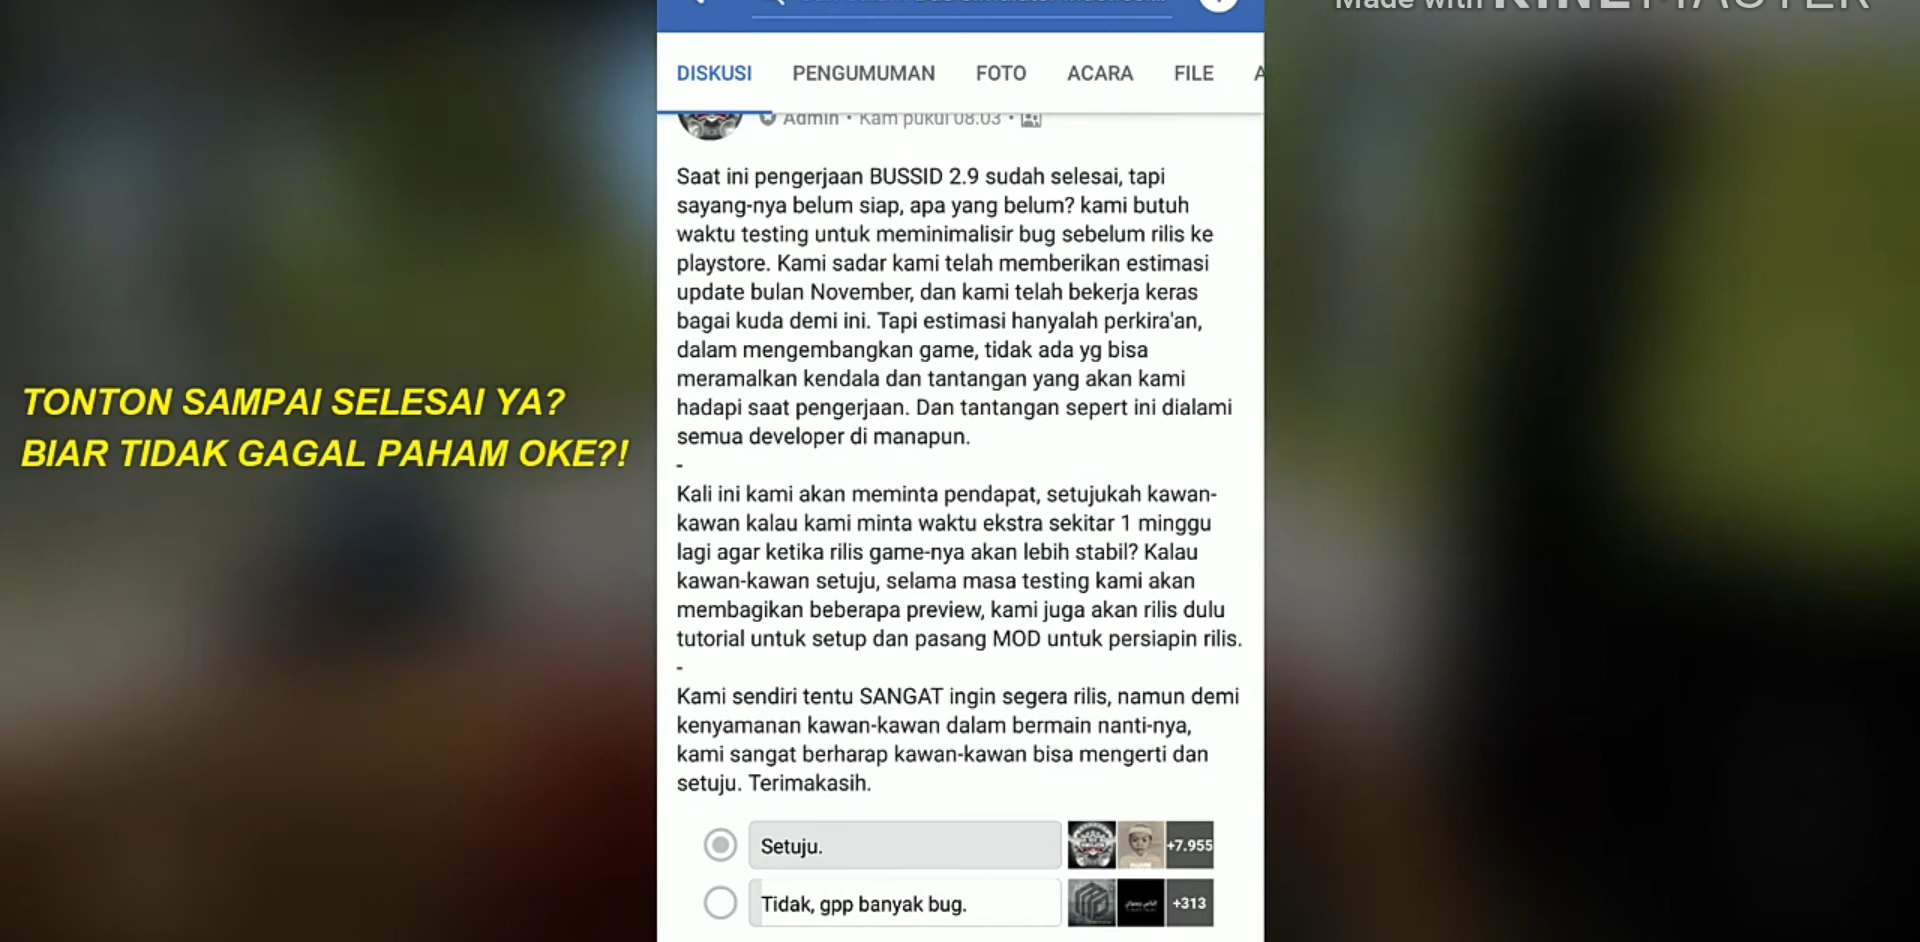 Made with KINEMASTER
DISKUSI PENGUMUMAN FOTO ACARA FILE A
Admin · Kam pukul 08.03 ·
Saat ini pengerjaan BUSSID 2.9 sudah selesai, tapi
sayang-nya belum siap, apa yang belum? kami butuh
waktu testing untuk meminimalisir bug sebelum rilis ke
playstore. Kami sadar kami telah memberikan estimasi
update bulan November, dan kami telah bekerja keras
bagai kuda demi ini. Tapi estimasi hanyalah perkira'an,
dalam mengembangkan game, tidak ada yg bisa
meramalkan kendala dan tantangan yang akan kami
hadapi saat pengerjaan. Dan tantangan sepert ini dialami
semua developer di manapun.
-
Kali ini kami akan meminta pendapat, setujukah kawan-
kawan kalau kami minta waktu ekstra sekitar 1 minggu
lagi agar ketika rilis game-nya akan lebih stabil? Kalau
kawan-kawan setuju, selama masa testing kami akan
membagikan beberapa preview, kami juga akan rilis dulu
tutorial untuk setup dan pasang MOD untuk persiapin rilis.
-
Kami sendiri tentu SANGAT ingin segera rilis, namun demi
kenyamanan kawan-kawan dalam bermain nanti-nya,
kami sangat berharap kawan-kawan bisa mengerti dan
setuju. Terimakasih.
Setuju.
+7.955
Tidak, gpp banyak bug.
+313
TONTON SAMPAI SELESAI YA?
BIAR TIDAK GAGAL PAHAM OKE?!